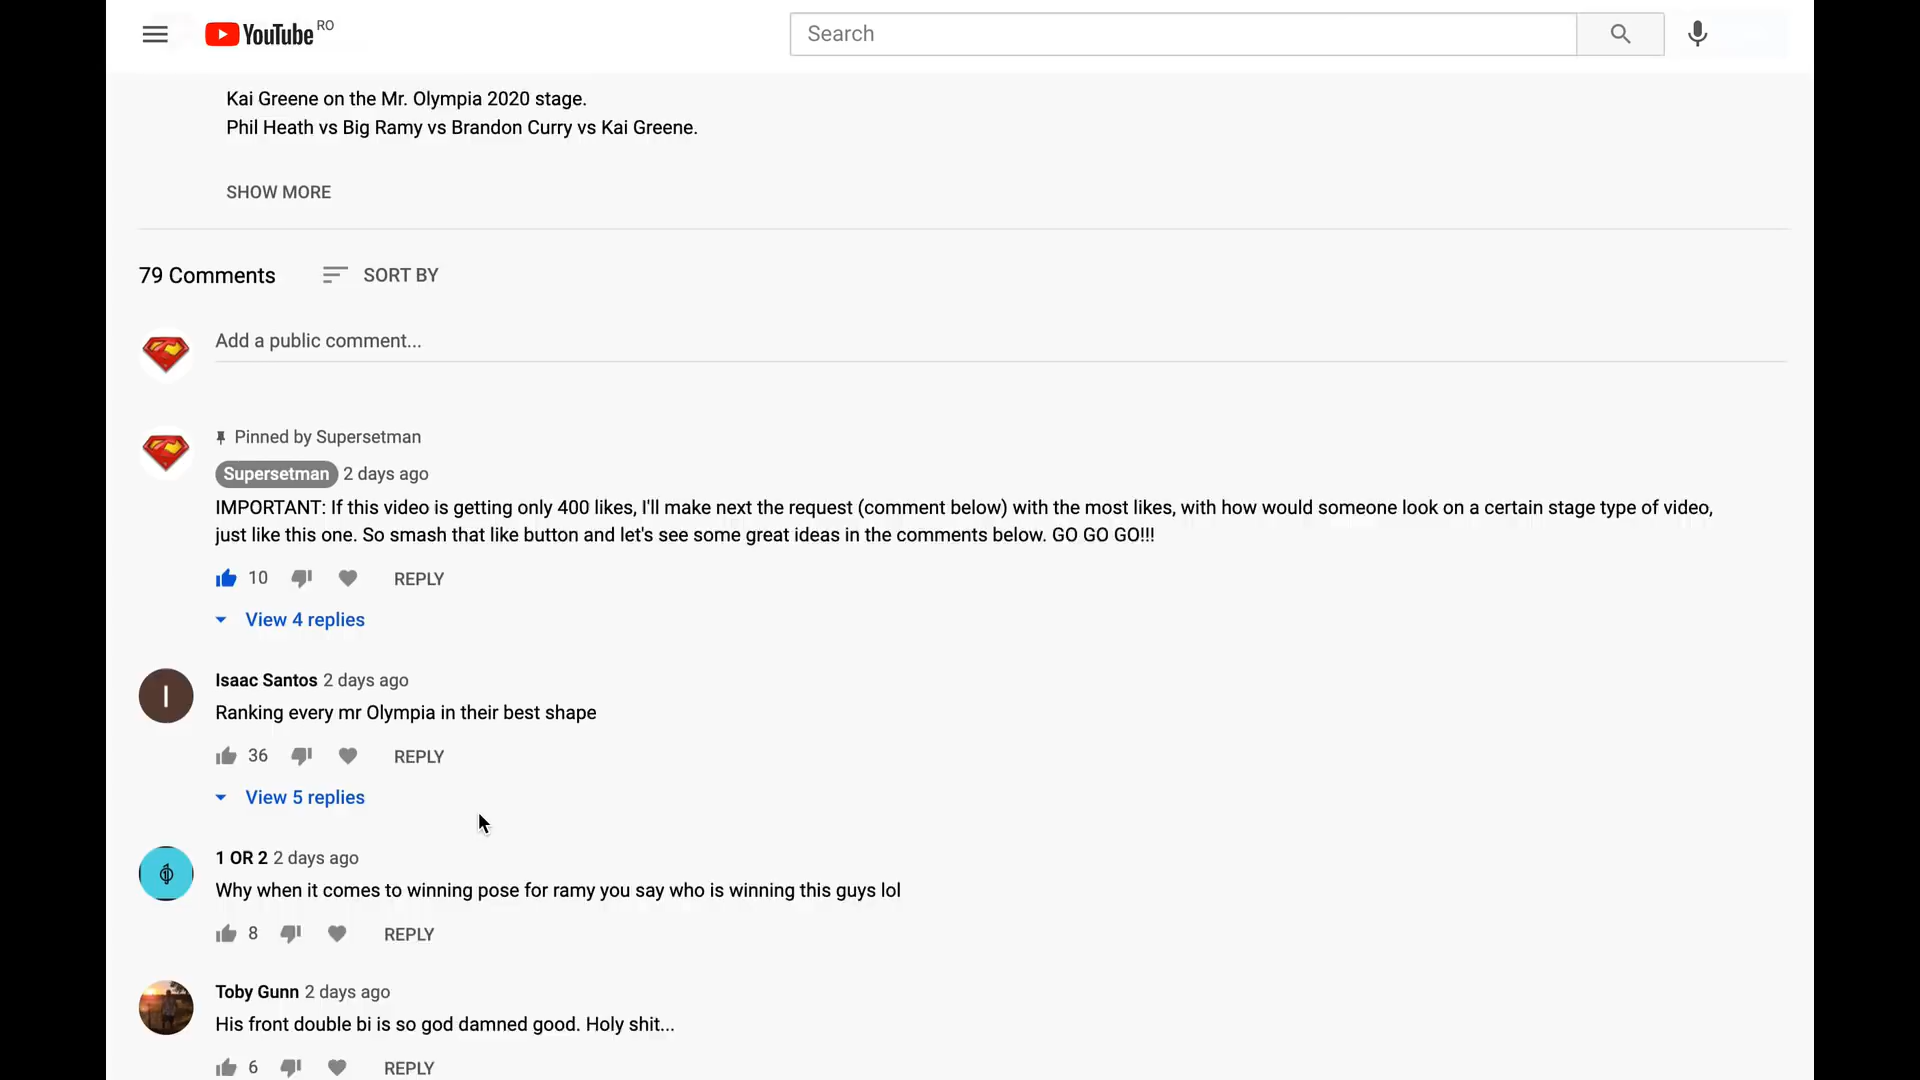 YouTube RO
Search
Kai Greene on the Mr. Olympia 2020 stage.
Phil Heath vs Big Ramy vs Brandon Curry vs Kai Greene.
SHOW MORE
79 Comments SORT BY
Add a public comment...
Pinned by Supersetman
Supersetman 2 days ago
IMPORTANT: If this video is getting only 400 likes, I'll make next the request (comment below) with the most likes, with how would someone look on a certain stage type of video,
just like this one. So smash that like button and let's see some great ideas in the comments below. GO GO GO!!!
10 REPLY
View 4 replies
I
Isaac Santos 2 days ago
Ranking every mr Olympia in their best shape
36 REPLY
View 5 replies
1 OR 2 2 days ago
Why when it comes to winning pose for ramy you say who is winning this guys lol
8 REPLY
Toby Gunn 2 days ago
His front double bi is so god damned good. Holy shit...
6 REPLY